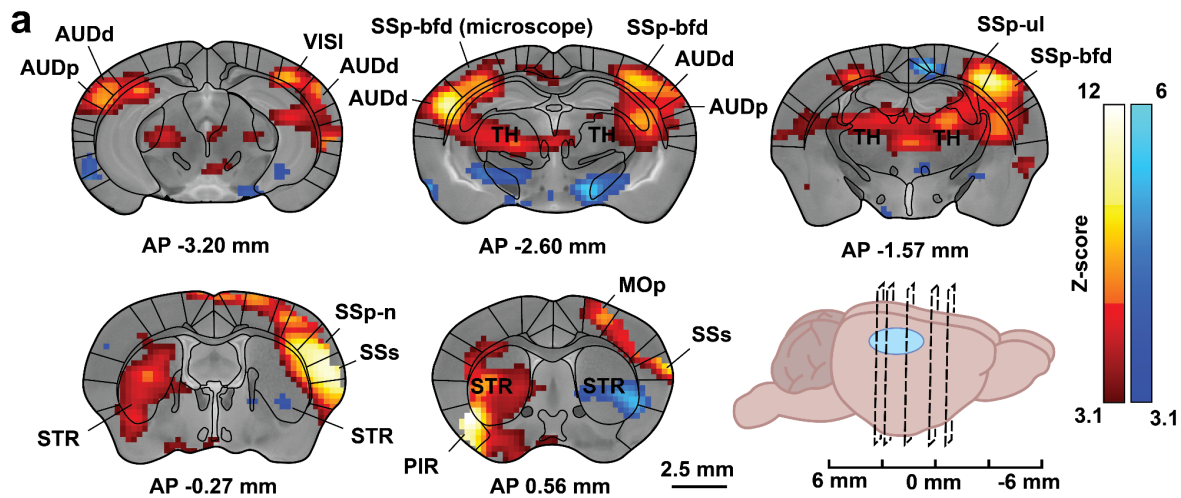 a
AUDd
AUDp
VISl
AUDd
AP -3.20 mm
SSp-bfd (microscope)
SSp-bfd
AUDd
AUDd
AUDp
TH
TH
AP -2.60 mm
SSp-ul
SSp-bfd
TH
TH
AP -1.57 mm
12
6
Z-score
3.1
3.1
SSp-n
SSs
STR
STR
AP -0.27 mm
MOp
SSs
STR
STR
PIR
AP 0.56 mm
2.5 mm
6 mm
0 mm
-6 mm